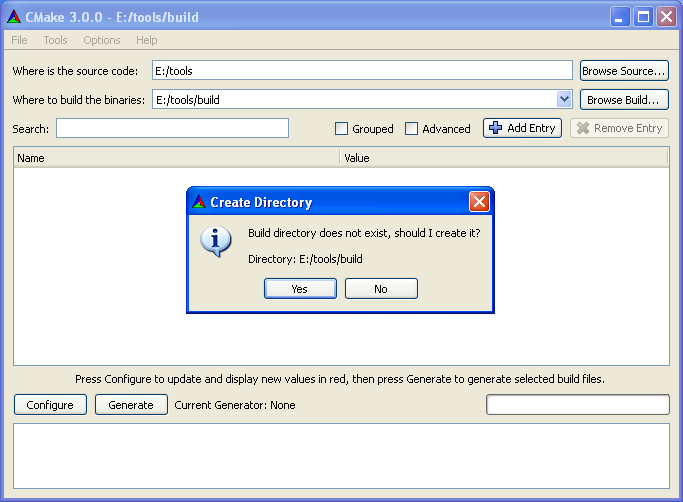 CMake 3.0.0 - E:/tools/build
File Tools Options Help
Where is the source code: E:/tools Browse Source...
Where to build the binaries: E:/tools/build Browse Build...
Search: Grouped Advanced Add Entry Remove Entry
Name Value
Create Directory
Build directory does not exist, should I create it?
Directory: E:/tools/build
Yes No
Press Configure to update and display new values in red, then press Generate to generate selected build files.
Configure Generate Current Generator: None